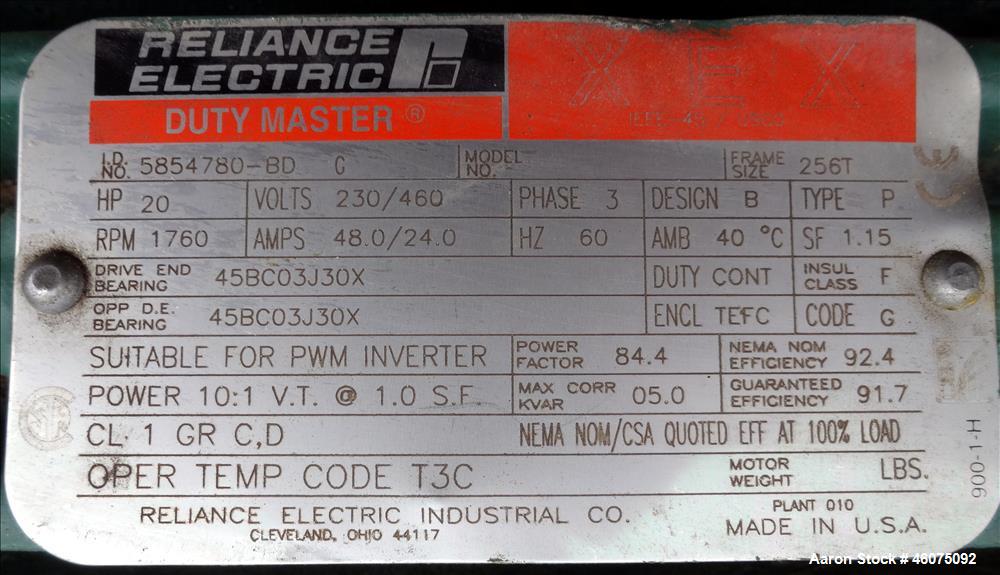 RELIANCE
ELECTRIC
DUTY MASTER ®
X E X
IEEE-45 / USCG
I.D. NO. 5854780-BD G MODEL NO. - FRAME SIZE 256T
HP 20 VOLTS 230/460 PHASE 3 DESIGN B TYPE P
RPM 1760 AMPS 48.0/24.0 HZ 60 AMB 40 °C SF 1.15
DRIVE END BEARING 45BC03J30X DUTY CONT INSUL CLASS F
OPP D.E. BEARING 45BC03J30X ENCL TEFC CODE G
SUITABLE FOR PWM INVERTER POWER FACTOR 84.4 NEMA NOM EFFICIENCY 92.4
POWER 10:1 V.T. @ 1.0 S.F. MAX CORR KVAR 05.0 GUARANTEED EFFICIENCY 91.7
CL. 1 GR C,D NEMA NOM/CSA QUOTED EFF AT 100% LOAD
OPER TEMP CODE T3C MOTOR WEIGHT LBS.
RELIANCE ELECTRIC INDUSTRIAL CO. PLANT 010
CLEVELAND, OHIO 44117 MADE IN U.S.A.
CE
900-1-H
Aaron Stock # 46075092